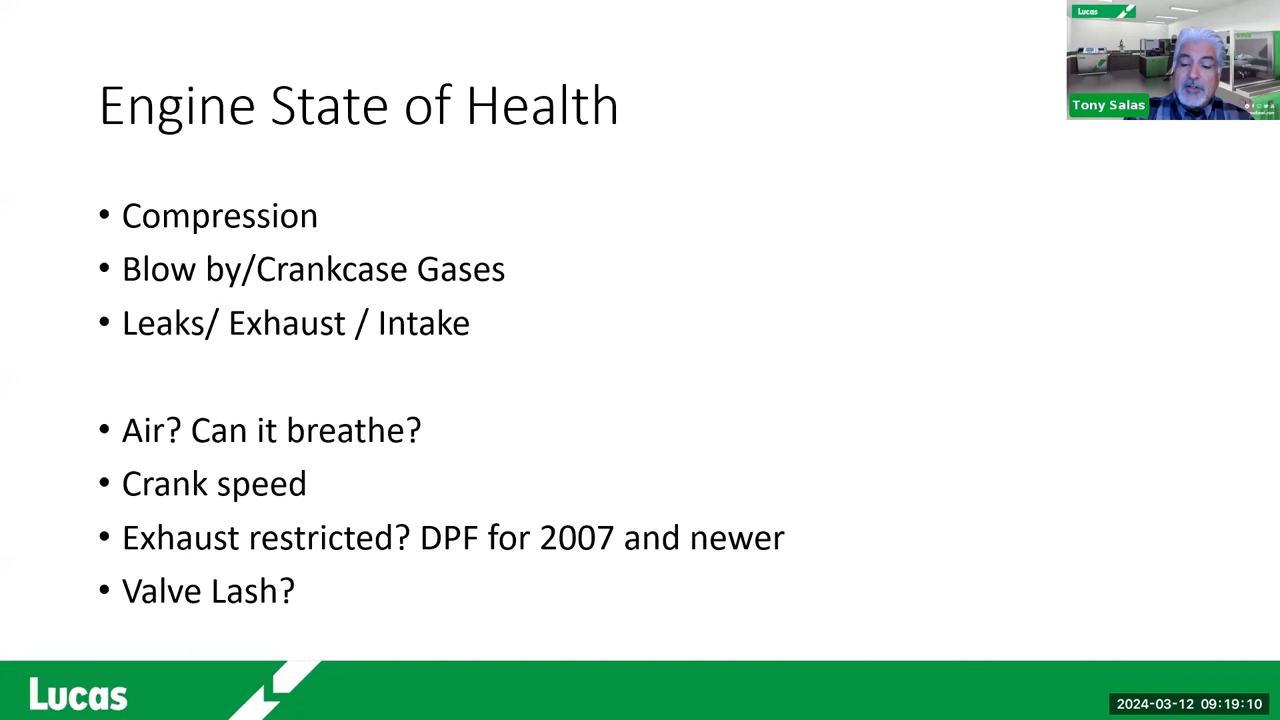 Engine State of Health
• Compression
• Blow by/Crankcase Gases
• Leaks/ Exhaust / Intake
• Air? Can it breathe?
• Crank speed
• Exhaust restricted? DPF for 2007 and newer
• Valve Lash?
Lucas
Lucas
Tony Salas
2024-03-12 09:19:10